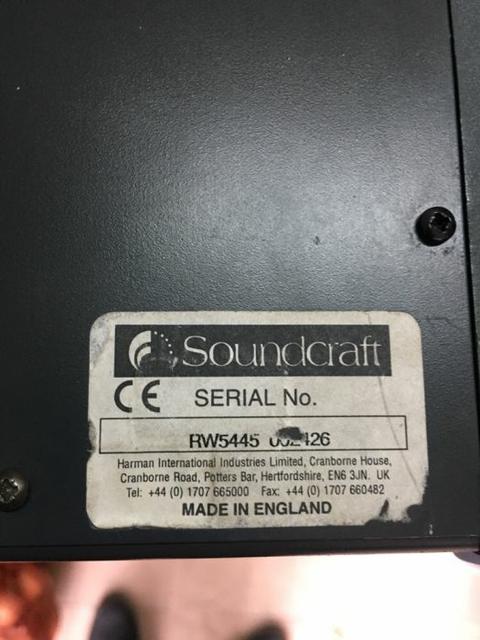 Soundcraft
CE SERIAL No.
RW5445
Harman International Industries Limited, Cranborne House,
Cranborne Road, Potters Bar, Hertfordshire, EN6 3JN. UK
Tel: +44 (0) 1707 665000 Fax: +44 (0) 1707 660482
MADE IN ENGLAND